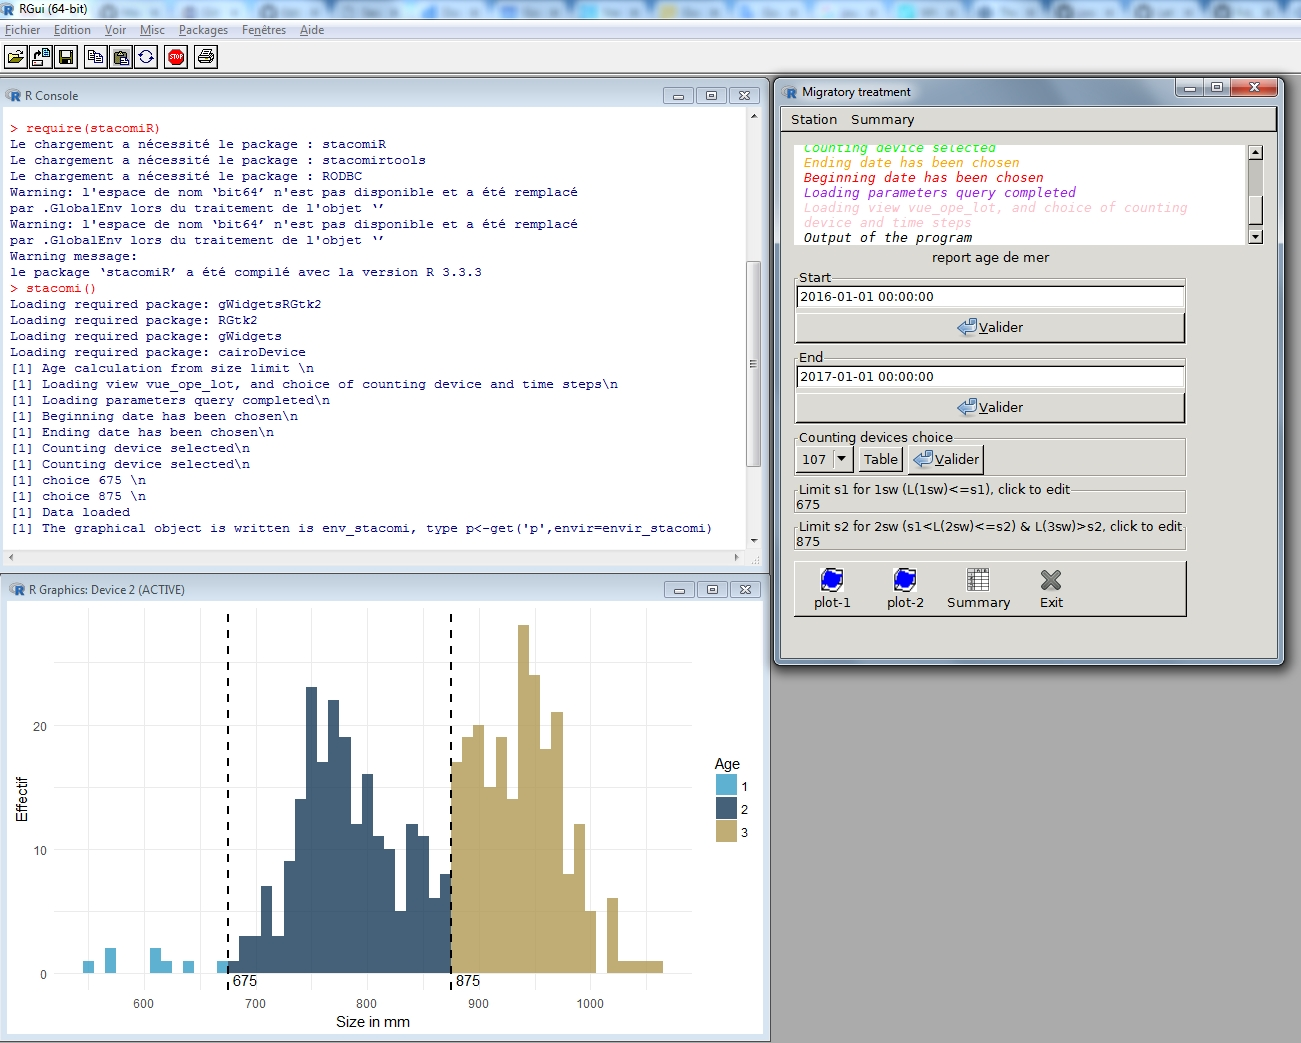 RGui (64-bit)
Fichier Edition Voir Misc Packages Fenêtres Aide
STOP
R Console
> require(stacomiR)
Le chargement a nécessité le package : stacomiR
Le chargement a nécessité le package : stacomirtools
Le chargement a nécessité le package : RODBC
Warning: l'espace de nom ‘bit64’ n'est pas disponible et a été remplacé
par .GlobalEnv lors du traitement de l'objet ‘’
Warning: l'espace de nom ‘bit64’ n'est pas disponible et a été remplacé
par .GlobalEnv lors du traitement de l'objet ‘’
Warning message:
le package ‘stacomiR’ a été compilé avec la version R 3.3.3
> stacomi()
Loading required package: gWidgetsRGtk2
Loading required package: RGtk2
Loading required package: gWidgets
Loading required package: cairoDevice
[1] Age calculation from size limit \n
[1] Loading view vue_ope_lot, and choice of counting device and time steps\n
[1] Loading parameters query completed\n
[1] Beginning date has been chosen\n
[1] Ending date has been chosen\n
[1] Counting device selected\n
[1] Counting device selected\n
[1] choice 675 \n
[1] choice 875 \n
[1] Data loaded
[1] The graphical object is written is env_stacomi, type p<-get('p',envir=envir_stacomi)
R Graphics: Device 2 (ACTIVE)
Effectif
20
10
0
675
875
600 700 800 900 1000
Size in mm
Age
1
2
3
Migratory treatment
Station Summary
Counting device selected
Ending date has been chosen
Beginning date has been chosen
Loading parameters query completed
Loading view vue_ope_lot, and choice of counting
device and time steps
Output of the program
report age de mer
Start
2016-01-01 00:00:00
Valider
End
2017-01-01 00:00:00
Valider
Counting devices choice
107 Table Valider
Limit s1 for 1sw (L(1sw)<=s1), click to edit
675
Limit s2 for 2sw (s1<L(2sw)<=s2) & L(3sw)>s2, click to edit
875
plot-1 plot-2 Summary Exit